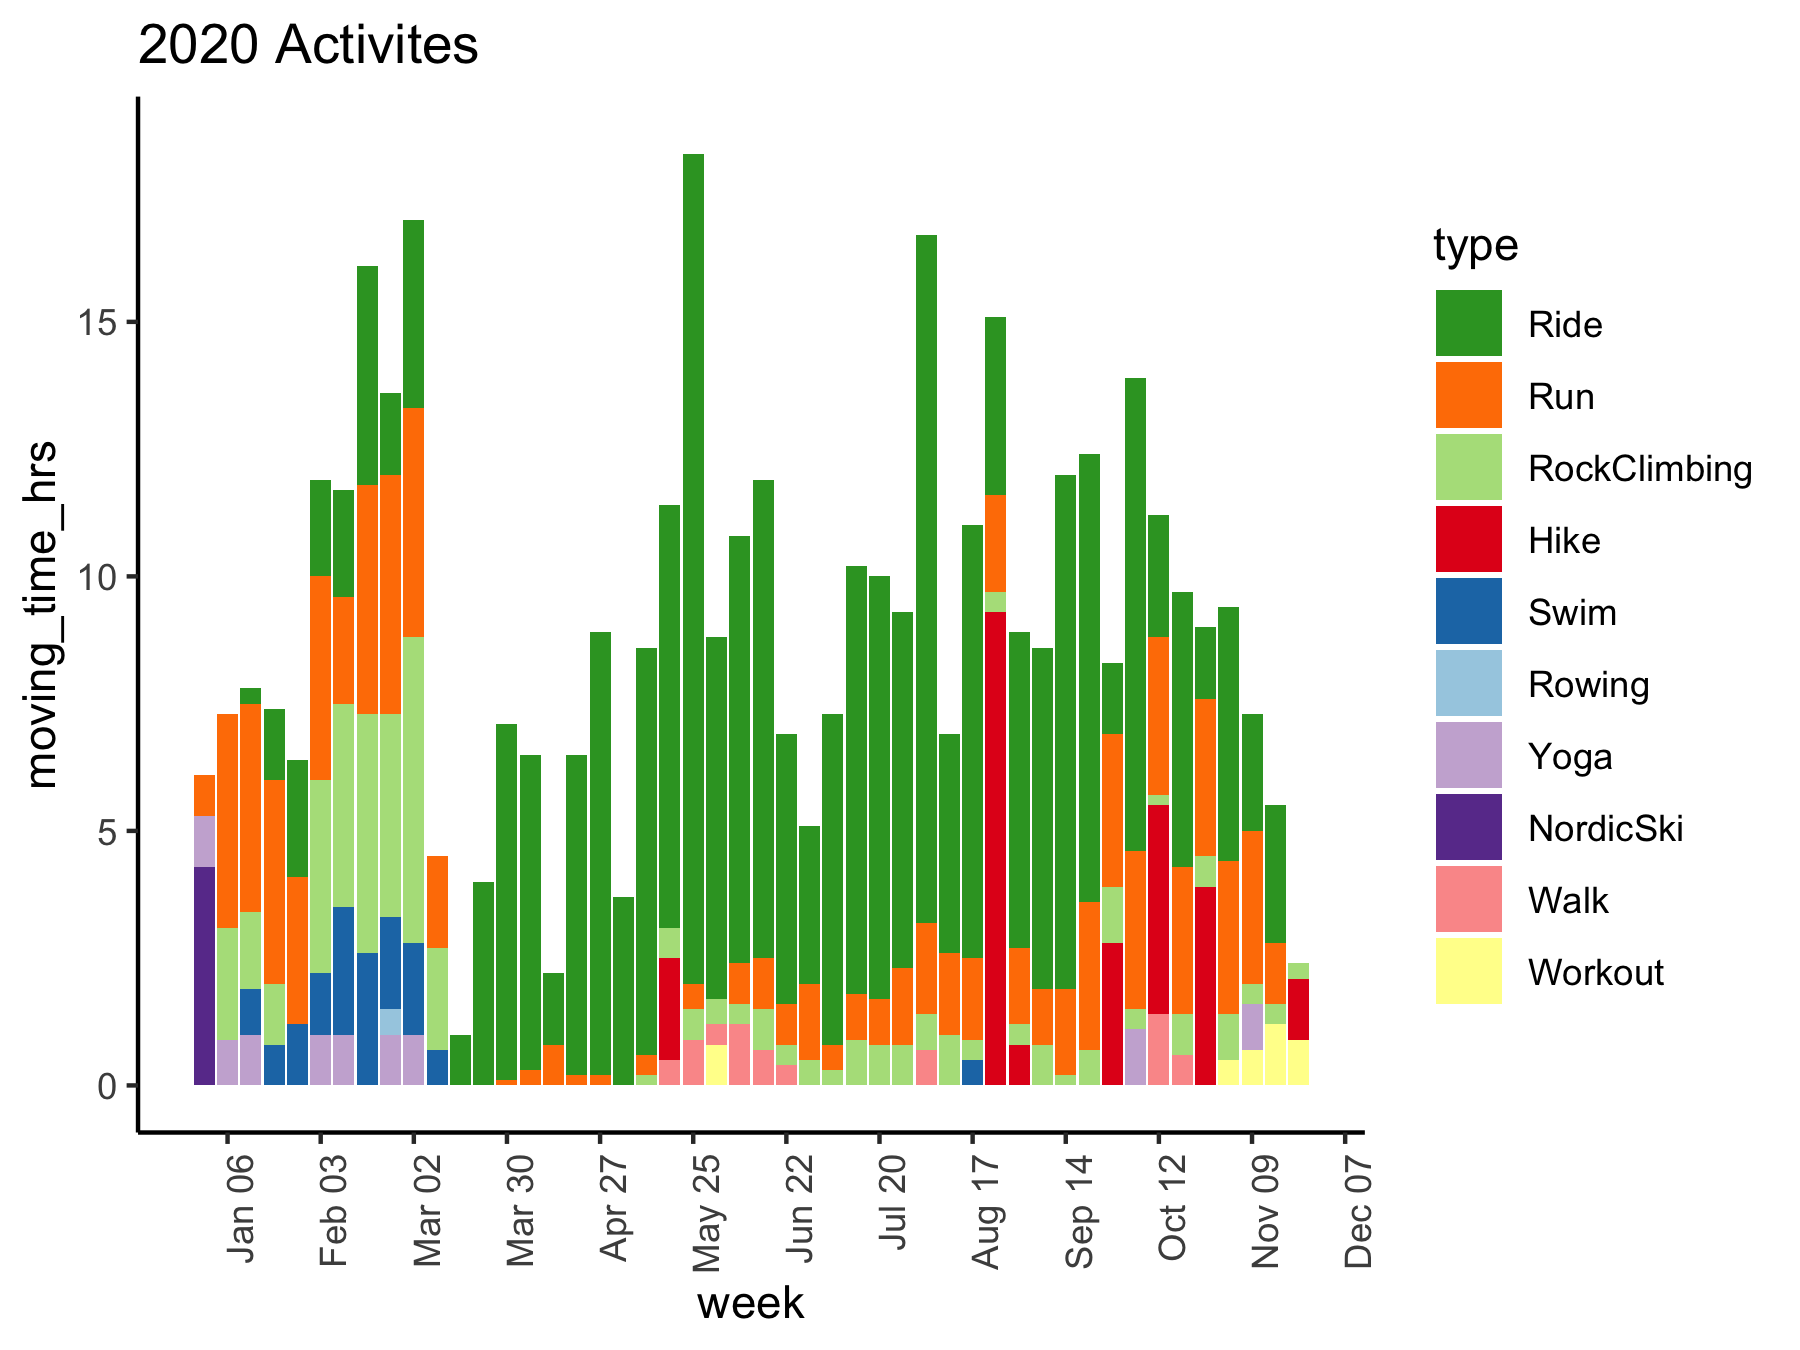 2020 Activites
moving_time_hrs
15
10
5
0
Jan 06
Feb 03
Mar 02
Mar 30
Apr 27
May 25
Jun 22
Jul 20
Aug 17
Sep 14
Oct 12
Nov 09
Dec 07
week
type
Ride
Run
RockClimbing
Hike
Swim
Rowing
Yoga
NordicSki
Walk
Workout